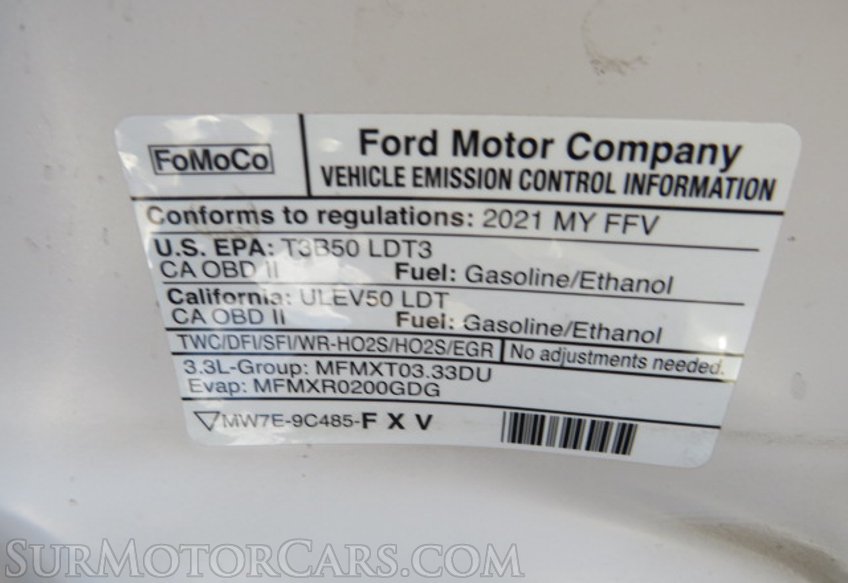 FoMoCo
Ford Motor Company
VEHICLE EMISSION CONTROL INFORMATION
Conforms to regulations: 2021 MY FFV
U.S. EPA: T3B50 LDT3
CA OBD II Fuel: Gasoline/Ethanol
California: ULEV50 LDT
CA OBD II Fuel: Gasoline/Ethanol
TWC/DFI/SFI/WR-HO2S/HO2S/EGR No adjustments needed.
3.3L-Group: MFMXT03.33DU
Evap: MFMXR0200GDG
MW7E-9C485-F X V
SurMotorCars.com